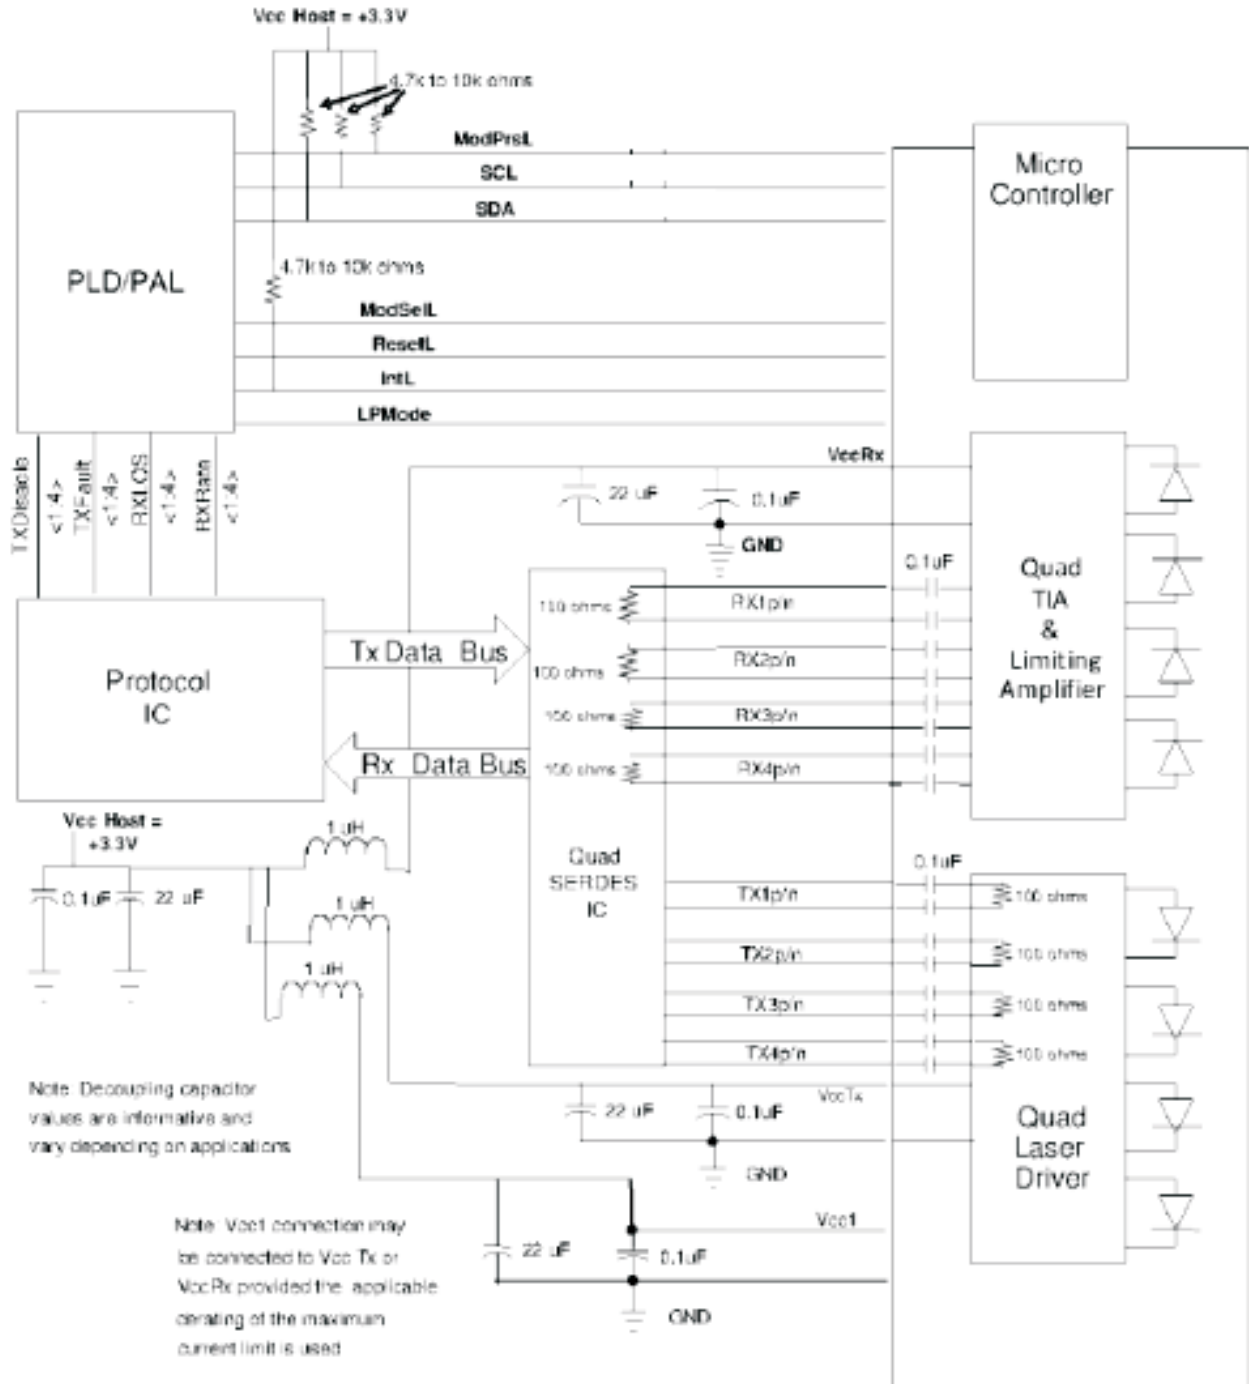 Vcc Host = +3.3V
4.7k to 10k ohms
ModPrsL
SCL
SDA
Micro
Controller
PLD/PAL
4.7k to 10k ohms
ModSelL
ResetL
IntL
LPMode
TXDisable
<1:4>
TXFault
<1:4>
RXLOS
<1:4>
RXRate
<1:4>
VccRx
22 uF
0.1uF
GND
0.1uF
Quad
TIA
&
Limiting
Amplifier
100 ohms
RX1p/n
100 ohms
RX2p/n
100 ohms
RX3p/n
100 ohms
RX4p/n
Tx Data Bus
Protocol
IC
Rx Data Bus
Vcc Host =
+3.3V
1 uH
0.1uF
22 uF
1 uH
1 uH
Quad
SERDES
IC
0.1uF
TX1p/n
100 ohms
TX2p/n
100 ohms
TX3p/n
100 ohms
TX4p/n
100 ohms
Note: Decoupling capacitor
values are informative and
vary depending on applications
VccTx
22 uF
0.1uF
GND
Quad
Laser
Driver
Note: Vcc1 connection may
be connected to Vcc Tx or
Vcc Rx provided the applicable
derating of the maximum
current limit is used
Vcc1
22 uF
0.1uF
GND